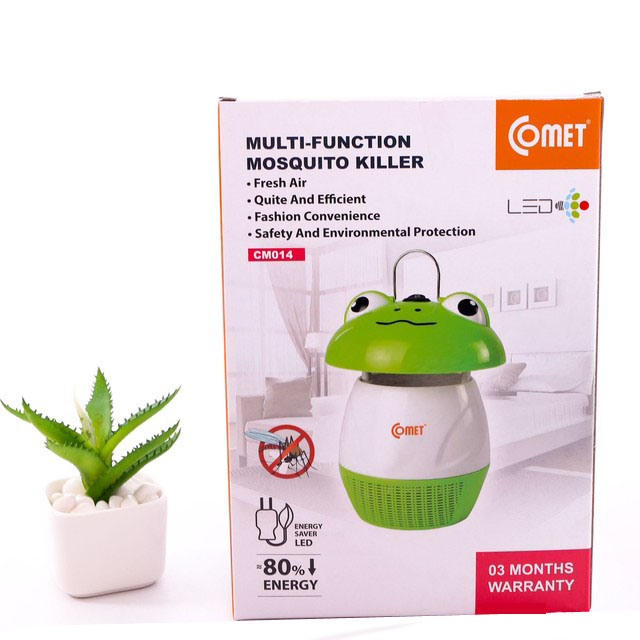 COMET®
MULTI-FUNCTION
MOSQUITO KILLER
• Fresh Air
• Quite And Efficient
• Fashion Convenience
• Safety And Environmental Protection
CM014
LED
COMET
ENERGY
SAVER
LED
≈80%↓
ENERGY
03 MONTHS
WARRANTY